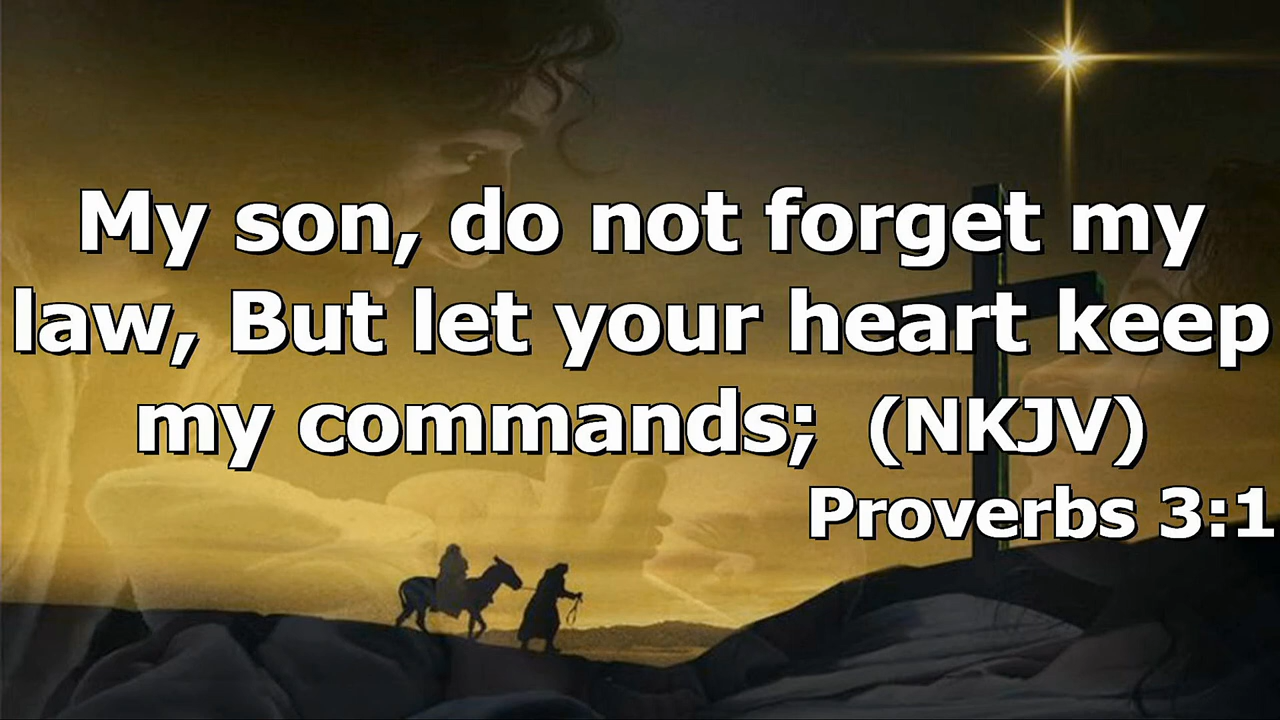 My son, do not forget my
law, But let your heart keep
my commands;  (NKJV)
Proverbs 3:1